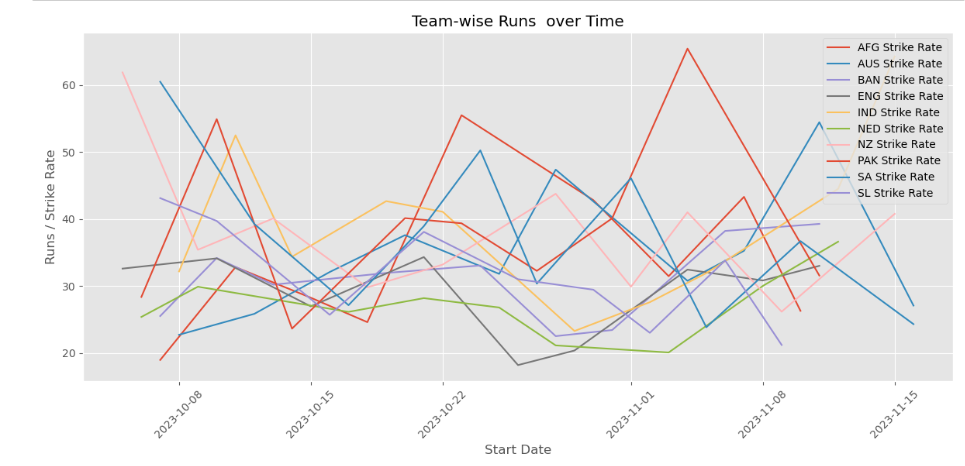 Team-wise Runs  over Time
Runs / Strike Rate
60
50
40
30
20
AFG Strike Rate
AUS Strike Rate
BAN Strike Rate
ENG Strike Rate
IND Strike Rate
NED Strike Rate
NZ Strike Rate
PAK Strike Rate
SA Strike Rate
SL Strike Rate
2023-10-08
2023-10-15
2023-10-22
2023-11-01
2023-11-08
2023-11-15
Start Date